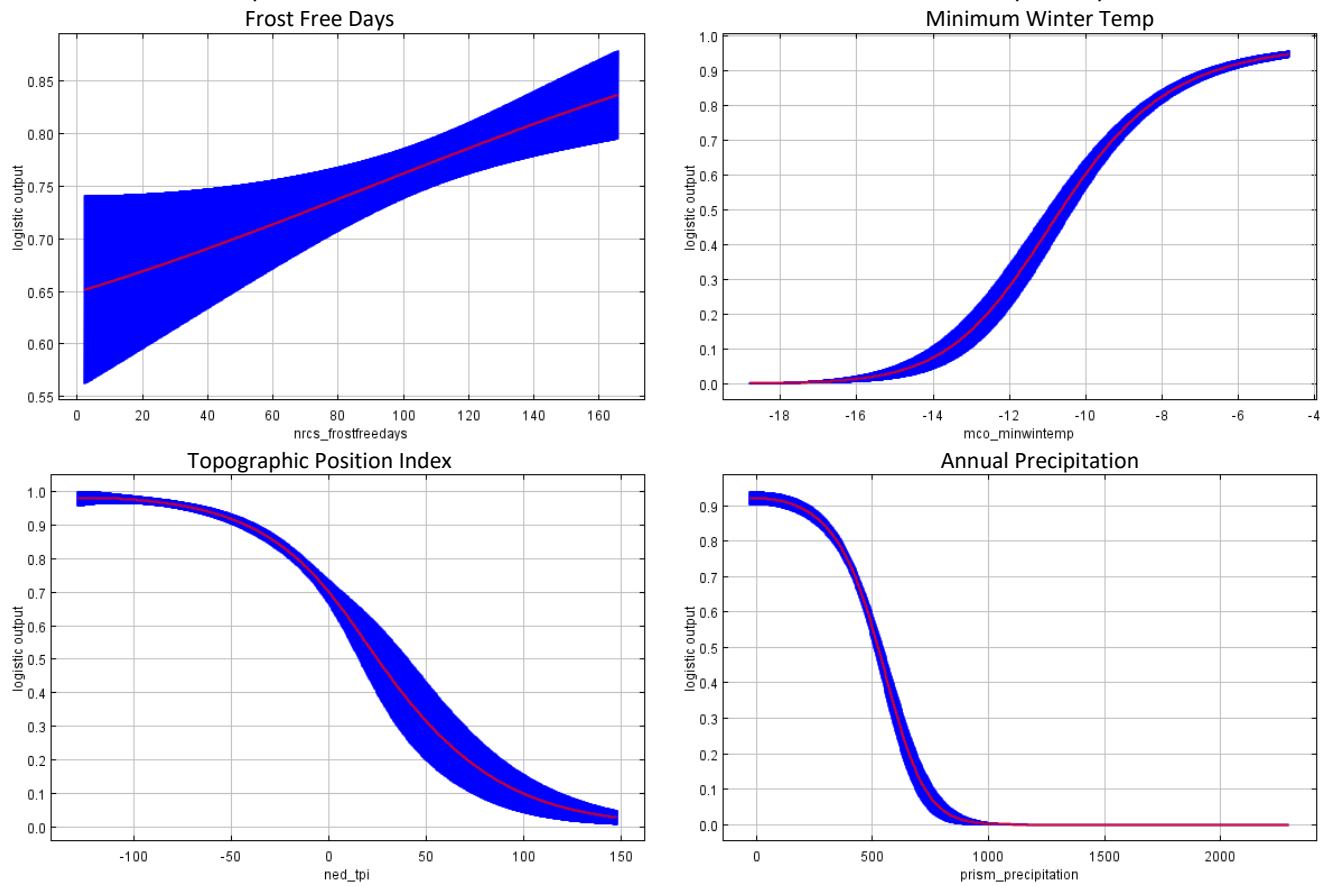 Frost Free Days
0.85
0.80
0.75
0.70
0.65
0.60
0.55
logistic output
0 20 40 60 80 100 120 140 160
nrcs_frostfreedays
Minimum Winter Temp
1.0
0.9
0.8
0.7
0.6
0.5
0.4
0.3
0.2
0.1
0.0
logistic output
-18 -16 -14 -12 -10 -8 -6 -4
mco_minwintemp
Topographic Position Index
1.0
0.9
0.8
0.7
0.6
0.5
0.4
0.3
0.2
0.1
0.0
logistic output
-100 -50 0 50 100 150
ned_tpi
Annual Precipitation
0.9
0.8
0.7
0.6
0.5
0.4
0.3
0.2
0.1
0.0
logistic output
0 500 1000 1500 2000
prism_precipitation